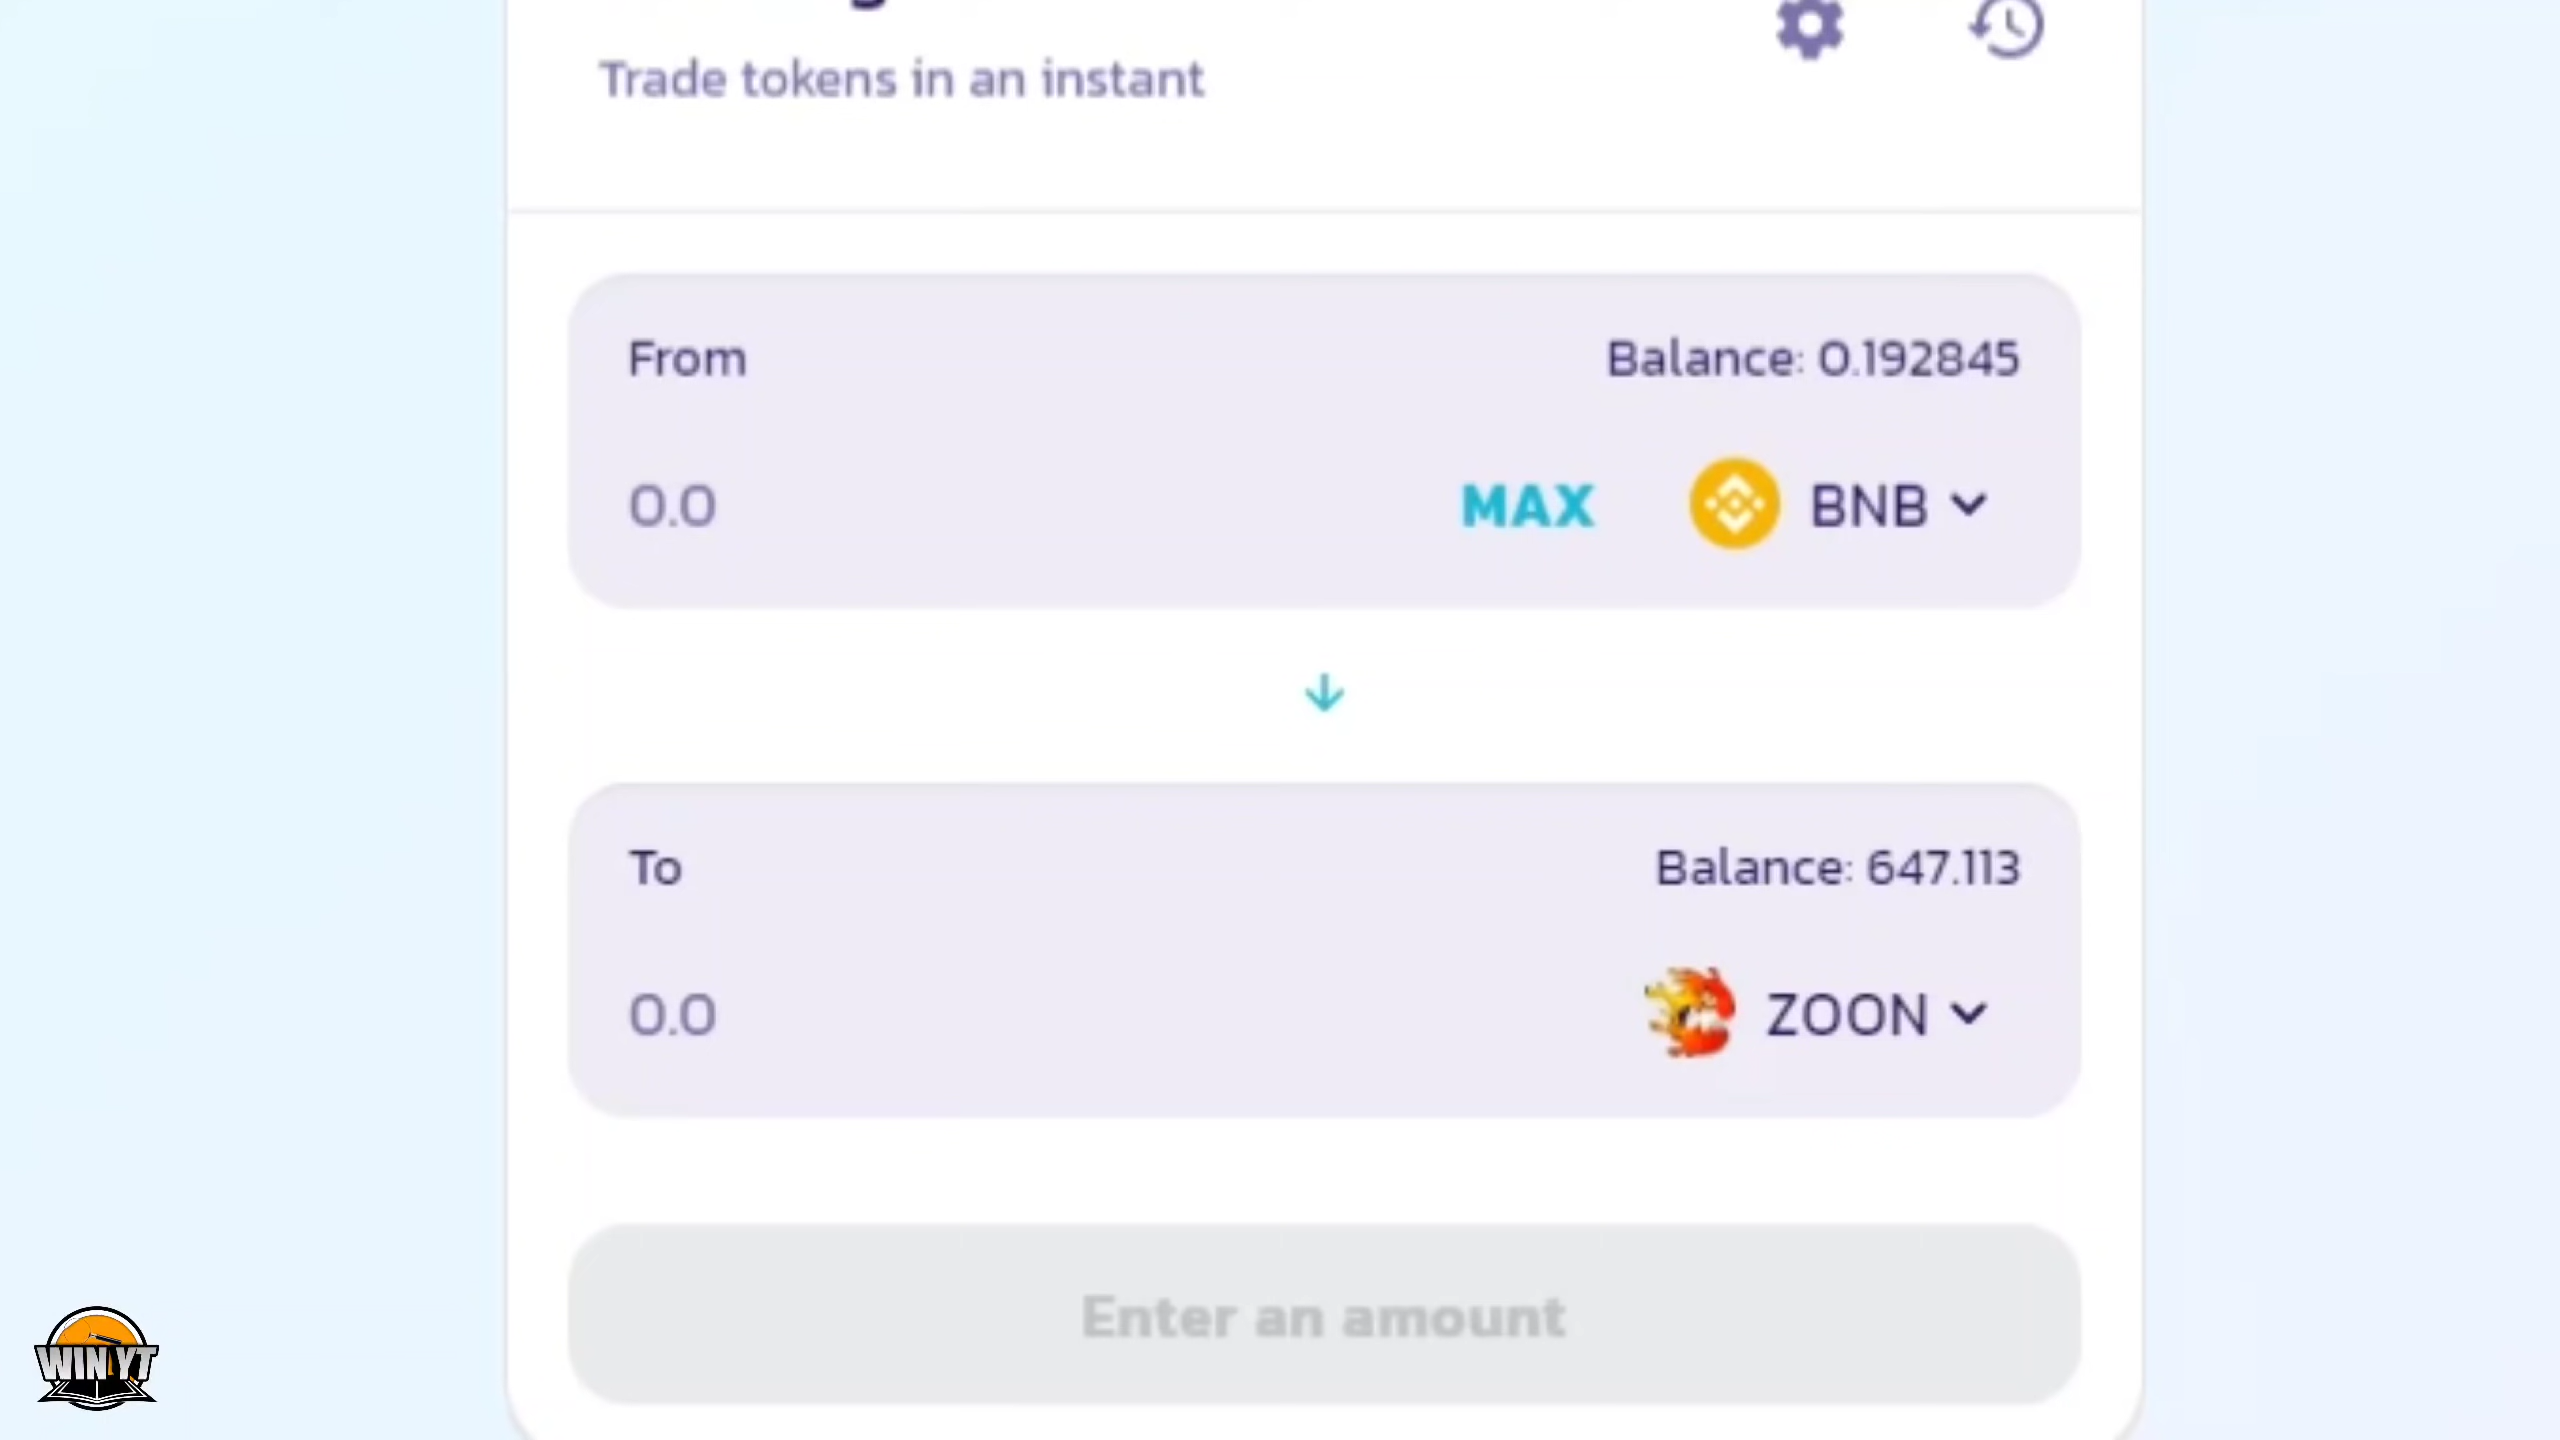 Trade tokens in an instant
From
Balance: 0.192845
0.0
MAX
BNB
To
Balance: 647.113
0.0
ZOON
Enter an amount
WIN YT